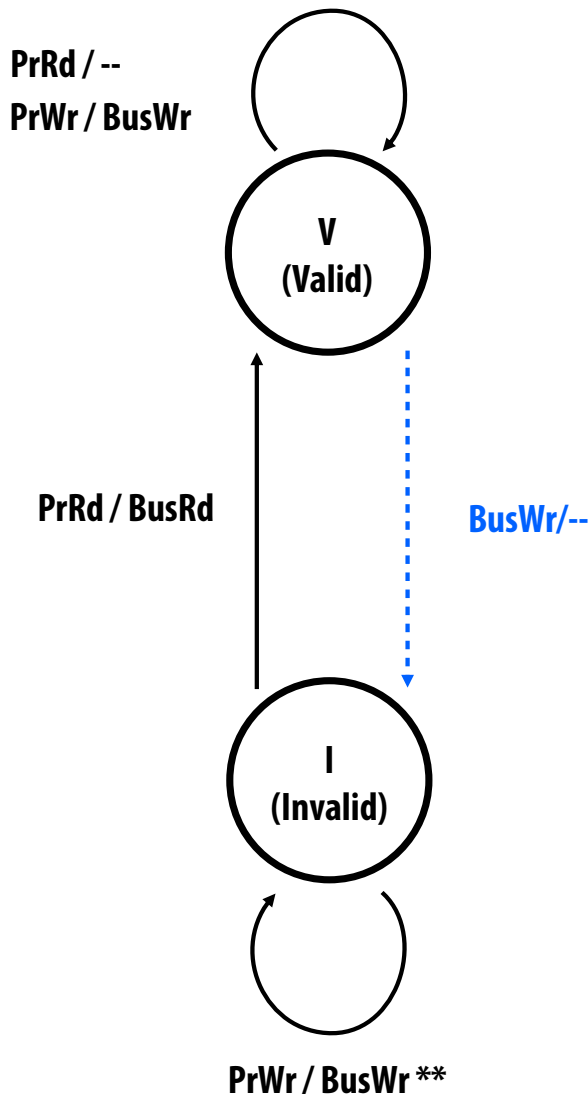 PrRd / --
PrWr / BusWr
V
(Valid)
PrRd / BusRd
BusWr/--
I
(Invalid)
PrWr / BusWr **